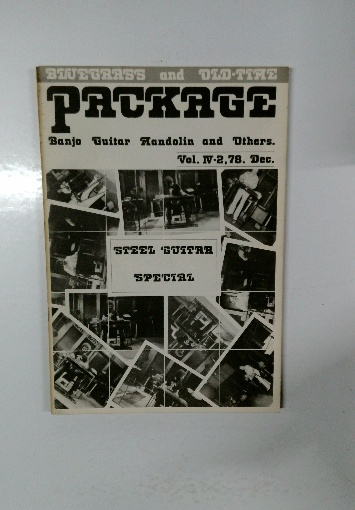 BLUEGRASS and OLD-TIME
PACKAGE
Banjo Guitar Mandolin and Others.
Vol. IV-2,78. Dec.
STEEL GUITAR
SPECIAL